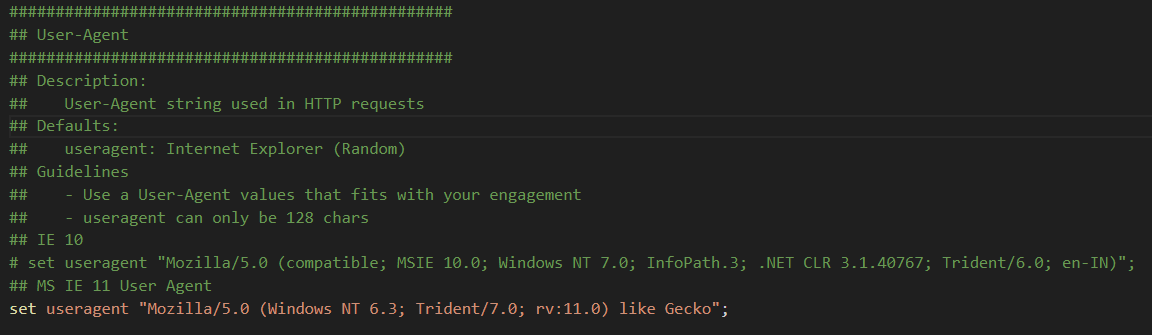 ################################################
## User-Agent
################################################
## Description:
##    User-Agent string used in HTTP requests
## Defaults:
##    useragent: Internet Explorer (Random)
## Guidelines
##    - Use a User-Agent values that fits with your engagement
##    - useragent can only be 128 chars
## IE 10
# set useragent "Mozilla/5.0 (compatible; MSIE 10.0; Windows NT 7.0; InfoPath.3; .NET CLR 3.1.40767; Trident/6.0; en-IN)";
## MS IE 11 User Agent
set useragent "Mozilla/5.0 (Windows NT 6.3; Trident/7.0; rv:11.0) like Gecko";